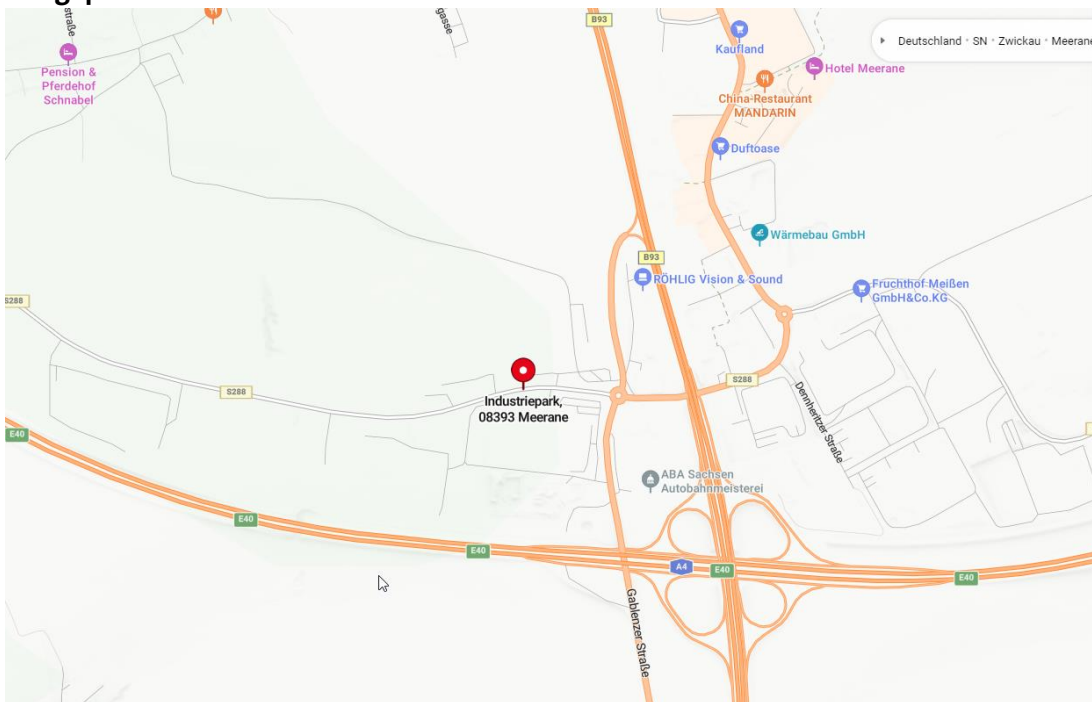 straße
gasse
B93
Kaufland
Deutschland · SN · Zwickau · Meerane
Pension &
Pferdehof
Schnabel
Hotel Meerane
China-Restaurant
MANDARIN
Duftoase
Wärmebau GmbH
B93
RÖHLIG Vision & Sound
Fruchthof Meißen
GmbH&Co.KG
S288
S288
S288
Industriepark,
08393 Meerane
Dennheritzer Straße
E40
ABA Sachsen
Autobahnmeisterei
E40
E40
A4
E40
E40
Gablenzer Straße